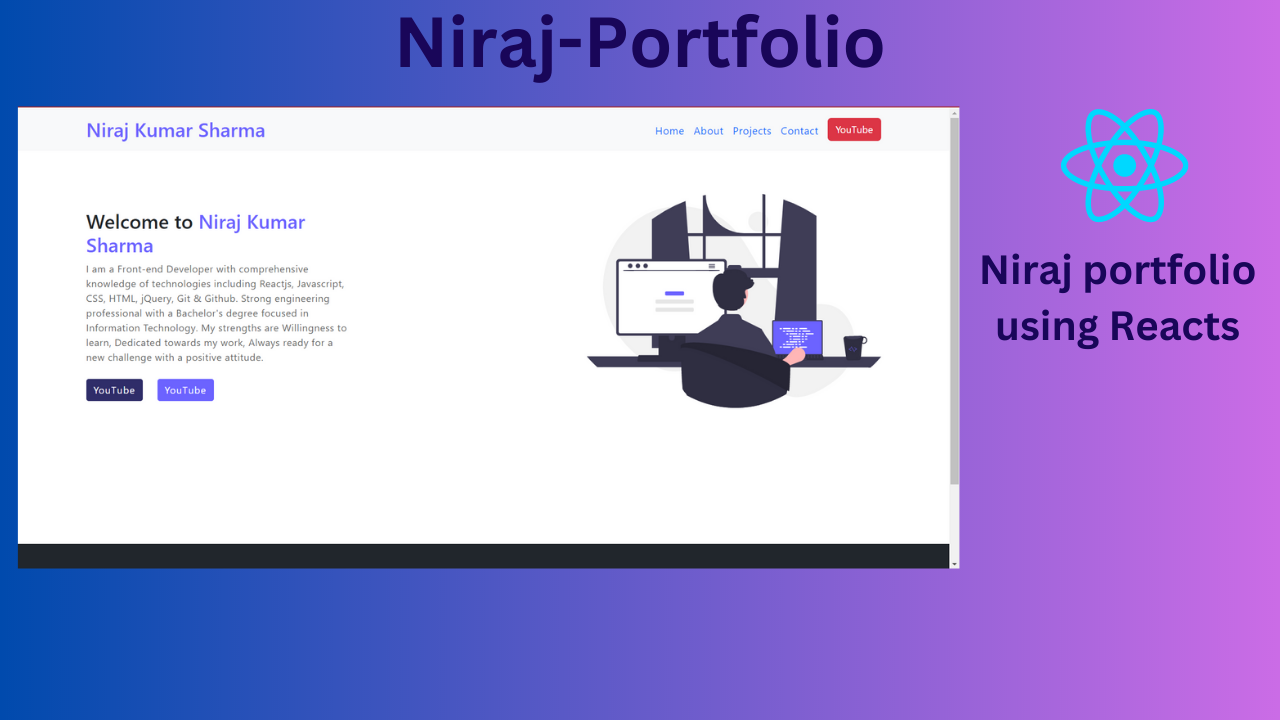 Niraj-Portfolio
Niraj Kumar Sharma
Home About Projects Contact YouTube
Welcome to Niraj Kumar
Sharma
I am a Front-end Developer with comprehensive
knowledge of technologies including Reactjs, Javascript,
CSS, HTML, jQuery, Git & Github. Strong engineering
professional with a Bachelor's degree focused in
Information Technology. My strengths are Willingness to
learn, Dedicated towards my work, Always ready for a
new challenge with a positive attitude.
YouTube YouTube
Niraj portfolio
using Reacts